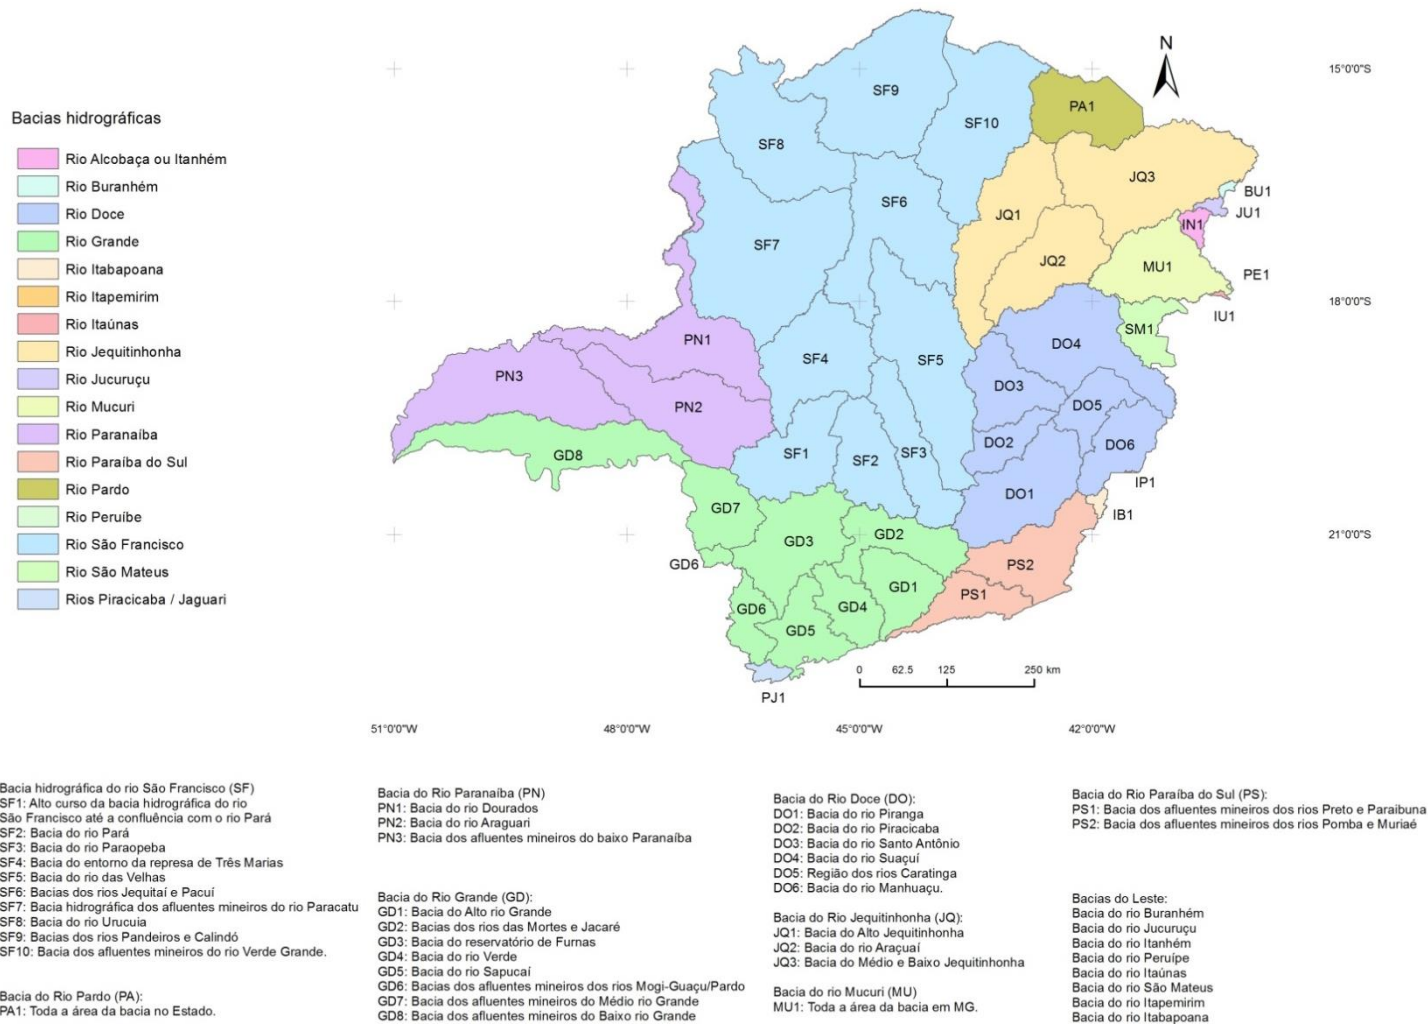 N
15°0'0"S
18°0'0"S
21°0'0"S
51°0'0"W
48°0'0"W
45°0'0"W
42°0'0"W
Bacias hidrográficas
Rio Alcobaça ou Itanhém
Rio Buranhém
Rio Doce
Rio Grande
Rio Itabapoana
Rio Itapemirim
Rio Itaúnas
Rio Jequitinhonha
Rio Jucuruçu
Rio Mucuri
Rio Paranaíba
Rio Paraíba do Sul
Rio Pardo
Rio Peruíbe
Rio São Francisco
Rio São Mateus
Rios Piracicaba / Jaguari
SF9
PA1
SF10
SF8
JQ3
BU1
SF6
JU1
JQ1
IN1
SF7
JQ2
MU1
PE1
IU1
SM1
PN1
DO4
SF4
SF5
PN3
DO3
PN2
DO5
DO2
DO6
SF1
SF2
SF3
GD8
IP1
DO1
GD7
IB1
GD2
GD3
GD6
PS2
GD1
PS1
GD6
GD4
GD5
PJ1
0 62.5 125 250 km
Bacia hidrográfica do rio São Francisco (SF)
SF1: Alto curso da bacia hidrográfica do rio
São Francisco até a confluência com o rio Pará
SF2: Bacia do rio Pará
SF3: Bacia do rio Paraopeba
SF4: Bacia do entorno da represa de Três Marias
SF5: Bacia do rio das Velhas
SF6: Bacias dos rios Jequitaí e Pacuí
SF7: Bacia hidrográfica dos afluentes mineiros do rio Paracatu
SF8: Bacia do rio Urucuia
SF9: Bacias dos rios Pandeiros e Calindó
SF10: Bacia dos afluentes mineiros do rio Verde Grande.
Bacia do Rio Pardo (PA):
PA1: Toda a área da bacia no Estado.
Bacia do Rio Paranaíba (PN)
PN1: Bacia do rio Dourados
PN2: Bacia do rio Araguari
PN3: Bacia dos afluentes mineiros do baixo Paranaíba
Bacia do Rio Grande (GD):
GD1: Bacia do Alto rio Grande
GD2: Bacias dos rios das Mortes e Jacaré
GD3: Bacia do reservatório de Furnas
GD4: Bacia do rio Verde
GD5: Bacia do rio Sapucaí
GD6: Bacias dos afluentes mineiros dos rios Mogi-Guaçu/Pardo
GD7: Bacia dos afluentes mineiros do Médio rio Grande
GD8: Bacia dos afluentes mineiros do Baixo rio Grande
Bacia do Rio Doce (DO):
DO1: Bacia do rio Piranga
DO2: Bacia do rio Piracicaba
DO3: Bacia do rio Santo Antônio
DO4: Bacia do rio Suaçuí
DO5: Região dos rios Caratinga
DO6: Bacia do rio Manhuaçu.
Bacia do Rio Jequitinhonha (JQ):
JQ1: Bacia do Alto Jequitinhonha
JQ2: Bacia do rio Araçuaí
JQ3: Bacia do Médio e Baixo Jequitinhonha
Bacia do rio Mucuri (MU)
MU1: Toda a área da bacia em MG.
Bacia do Rio Paraíba do Sul (PS):
PS1: Bacia dos afluentes mineiros dos rios Preto e Paraibuna
PS2: Bacia dos afluentes mineiros dos rios Pomba e Muriaé
Bacias do Leste:
Bacia do rio Buranhém
Bacia do rio Jucuruçu
Bacia do rio Itanhém
Bacia do rio Peruípe
Bacia do rio Itaúnas
Bacia do rio São Mateus
Bacia do rio Itapemirim
Bacia do rio Itabapoana